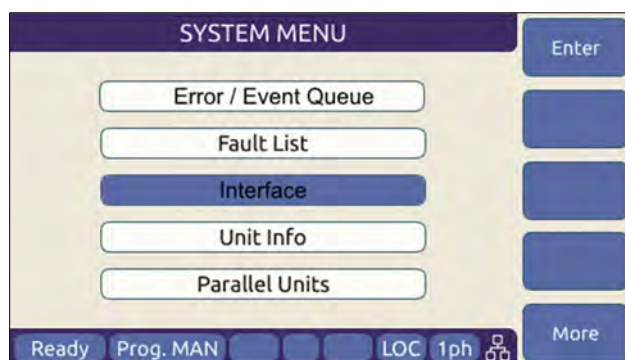 SYSTEM MENU
Enter
Error / Event Queue
Fault List
Interface
Unit Info
Parallel Units
More
Ready Prog. MAN LOC 1ph